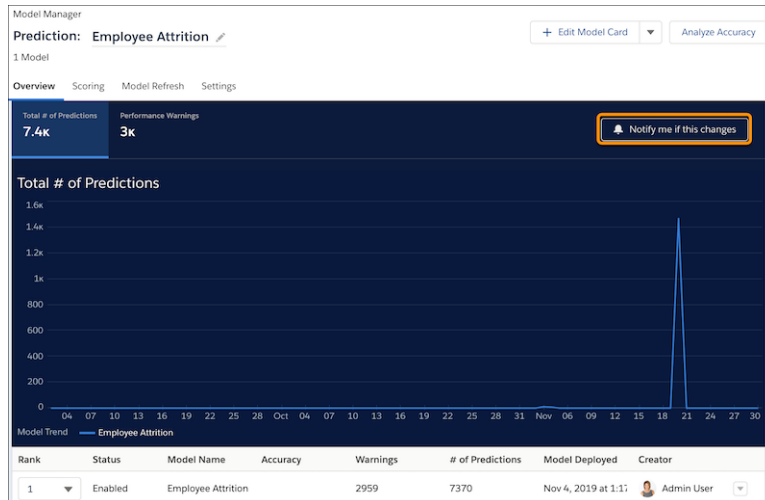 Model Manager
Prediction: Employee Attrition
+ Edit Model Card
Analyze Accuracy
1 Model
Overview Scoring Model Refresh Settings
Total # of Predictions
7.4K
Performance Warnings
3K
Notify me if this changes
Total # of Predictions
1.6K
1.4K
1.2K
1K
800
600
400
200
0
04 07 10 13 16 19 22 25 28 Oct 04 07 10 13 16 19 22 25 28 31 Nov 06 09 12 15 18 21 24 27 30
Model Trend Employee Attrition
Rank Status Model Name Accuracy Warnings # of Predictions Model Deployed Creator
1 Enabled Employee Attrition 2959 7370 Nov 4, 2019 at 1:17 Admin User